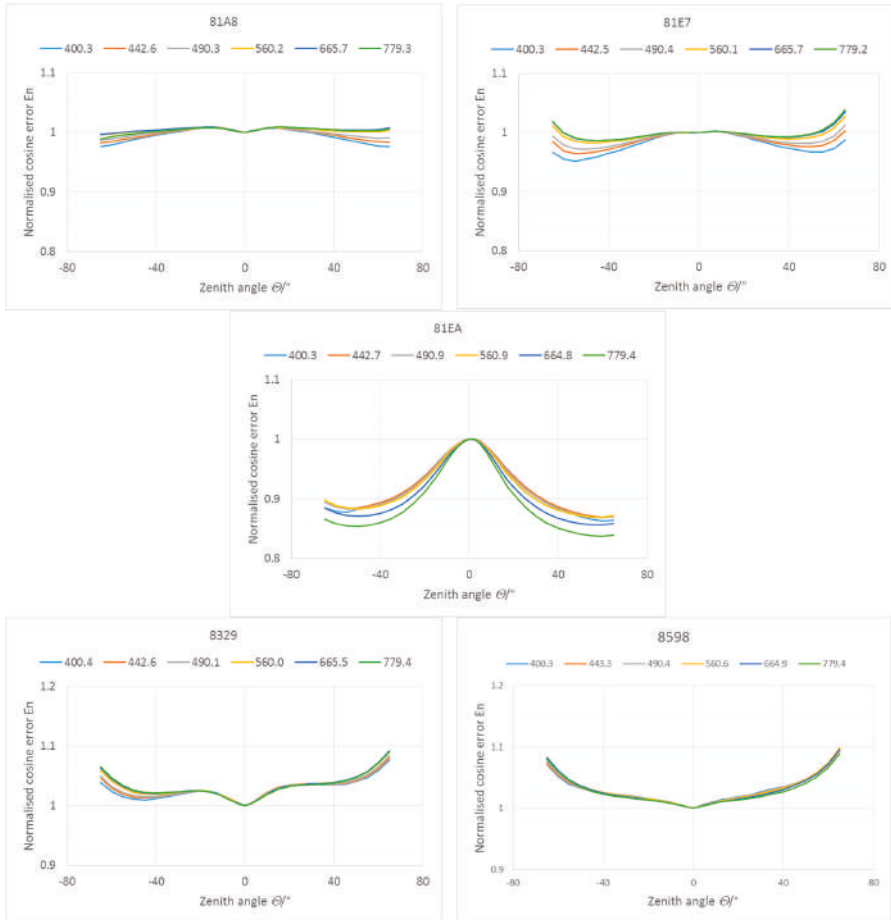 81A8
400.3 442.6 490.3 560.2 665.7 779.3
Normalised cosine error En
1.1
1
0.9
0.8
-80 -40 0 40 80
Zenith angle Θ/°
81E7
400.3 442.5 490.4 560.1 665.7 779.2
Normalised cosine error En
1.1
1
0.9
0.8
-80 -40 0 40 80
Zenith angle Θ/°
81EA
400.3 442.7 490.9 560.9 664.8 779.4
Normalised cosine error En
1.1
1
0.9
0.8
-80 -40 0 40 80
Zenith angle Θ/°
8329
400.4 442.6 490.1 560.0 665.5 779.4
Normalised cosine error En
1.2
1.1
1.0
0.9
-80 -40 0 40 80
Zenith angle Θ/°
8598
400.3 443.3 490.4 560.6 664.9 779.4
Normalised cosine error En
1.2
1.1
1.0
0.9
-80 -40 0 40 80
Zenith angle Θ/°